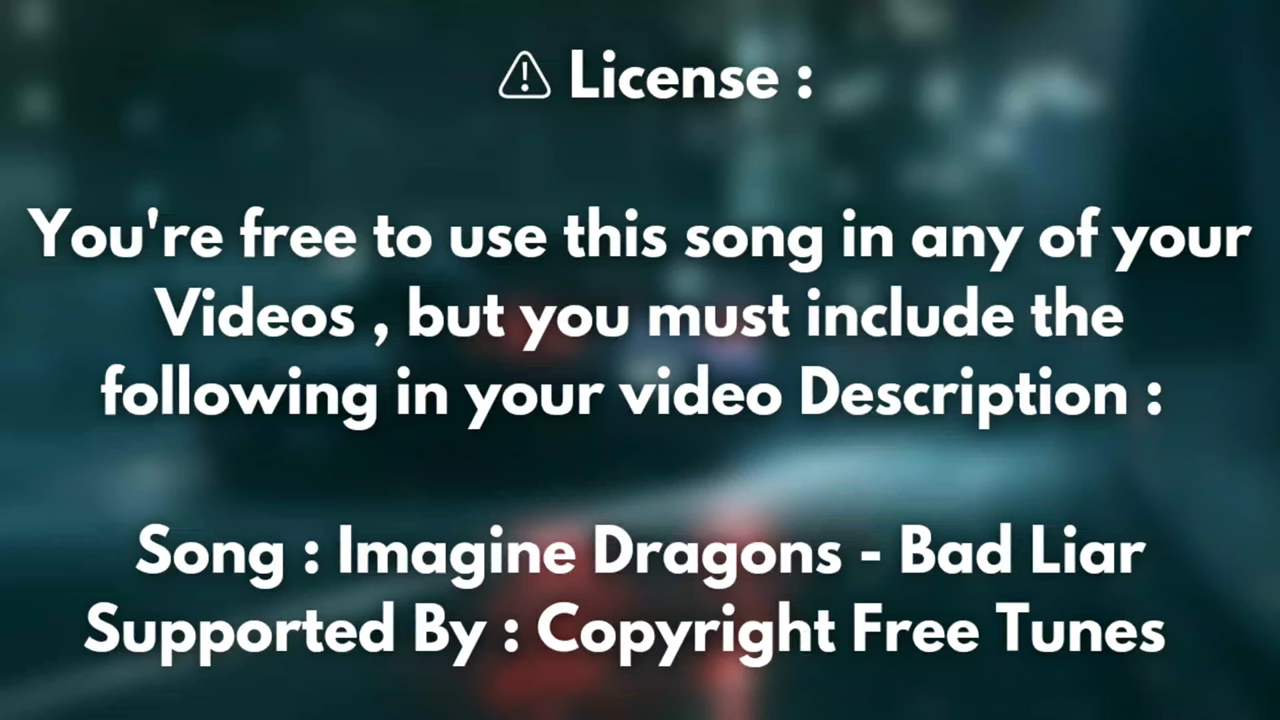 ⚠ License :
You're free to use this song in any of your
Videos , but you must include the
following in your video Description :
Song : Imagine Dragons - Bad Liar
Supported By : Copyright Free Tunes